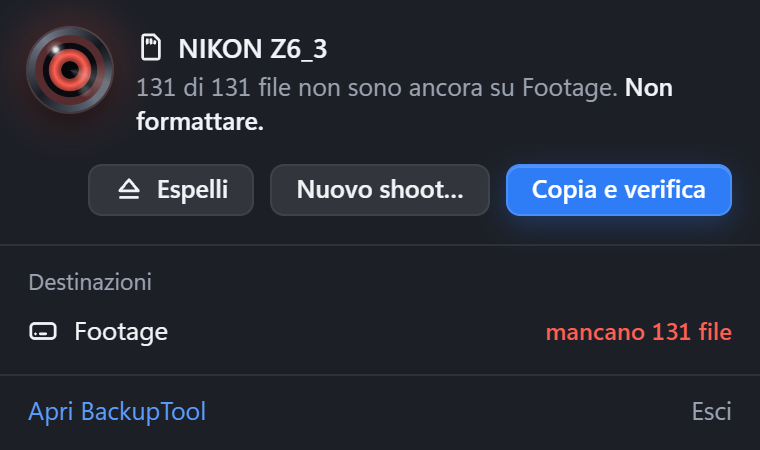 NIKON Z6_3
131 di 131 file non sono ancora su Footage. Non
formattare.
Espelli
Nuovo shoot...
Copia e verifica
Destinazioni
Footage
mancano 131 file
Apri BackupTool
Esci